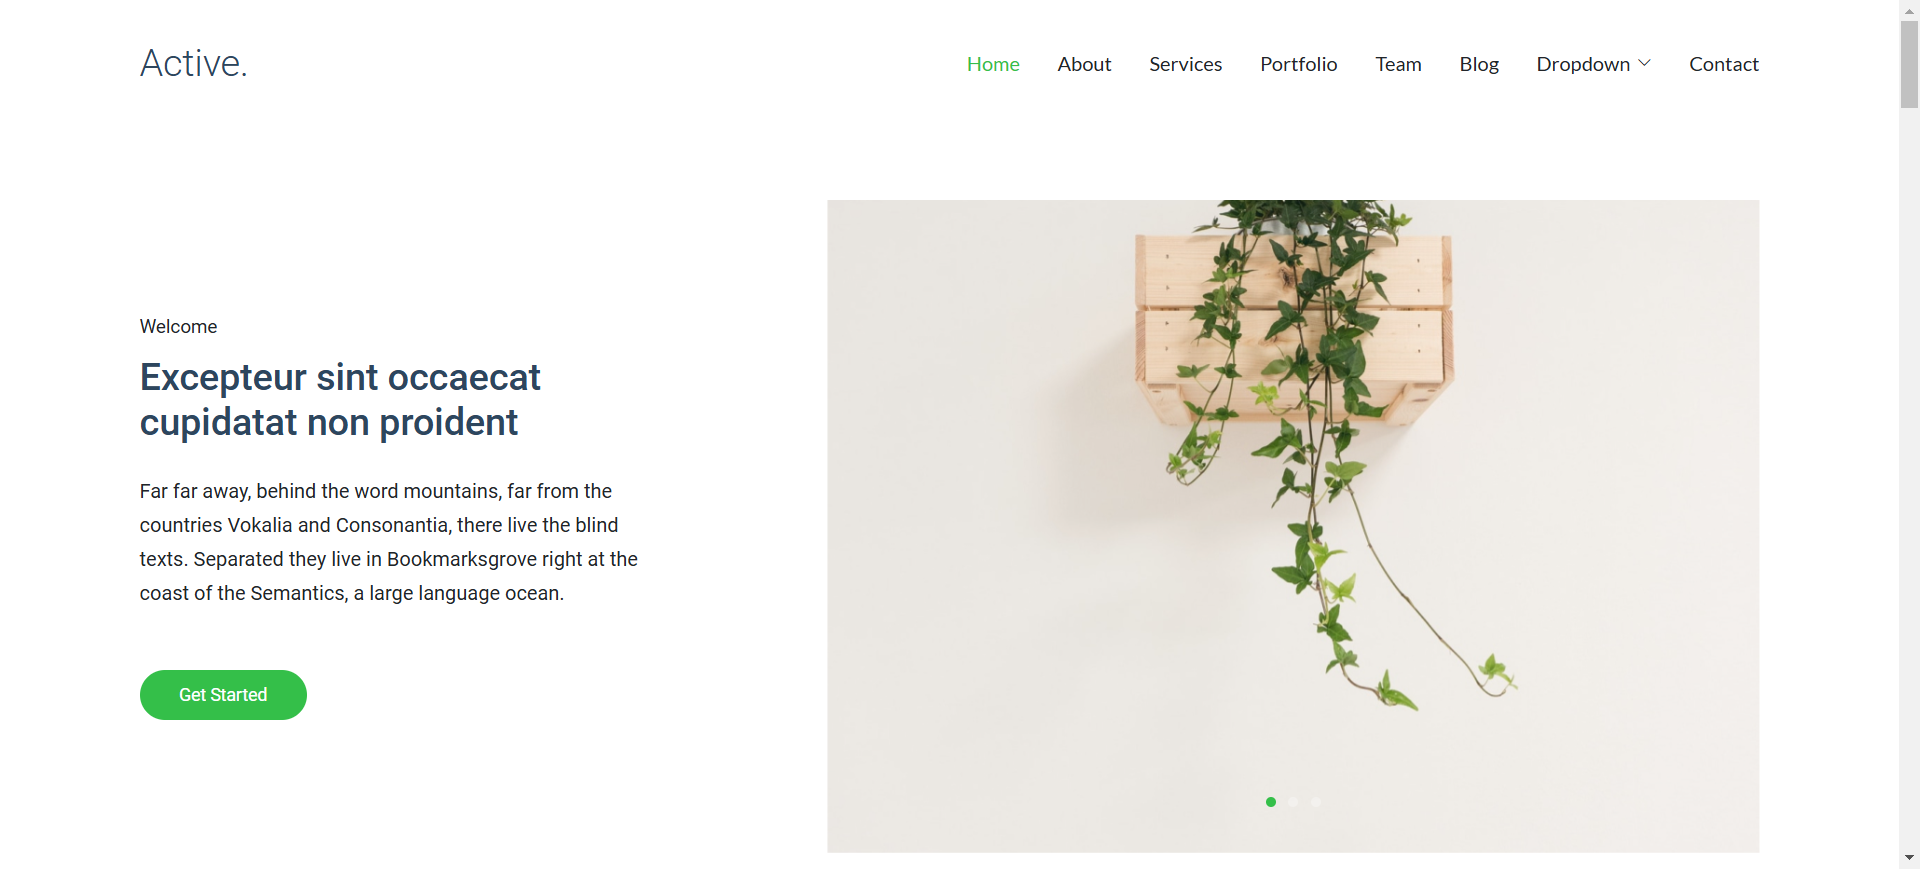 Active.
Home About Services Portfolio Team Blog Dropdown Contact
Welcome
Excepteur sint occaecat
cupidatat non proident
Far far away, behind the word mountains, far from the
countries Vokalia and Consonantia, there live the blind
texts. Separated they live in Bookmarksgrove right at the
coast of the Semantics, a large language ocean.
Get Started